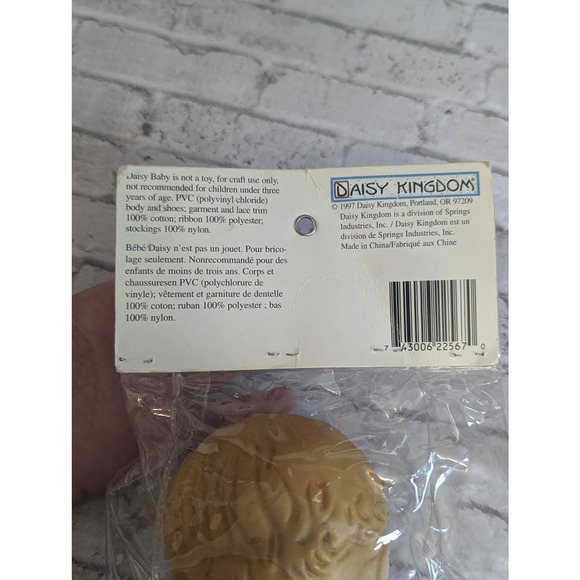 Daisy Baby is not a toy, for craft use only,
not recommended for children under three
years of age. PVC (polyvinyl chloride)
body and shoes; garment and lace trim
100% cotton; ribbon 100% polyester;
stockings 100% nylon.
Bébé Daisy n'est pas un jouet. Pour brico-
lage seulement. Nonrecommandé pour des
enfants de moins de trois ans. Corps et
chaussuresen PVC (polychlorure de
vinyle); vêtement et garniture de dentelle
100% coton; ruban 100% polyester ; bas
100% nylon.
DAISY KINGDOM®
© 1997 Daisy Kingdom, Portland, OR 97209
Daisy Kingdom is a division of Springs
Industries, Inc. / Daisy Kingdom est un
division de Springs Industries, Inc.
Made in China/Fabriqué aux Chine
7 43006 22567 0